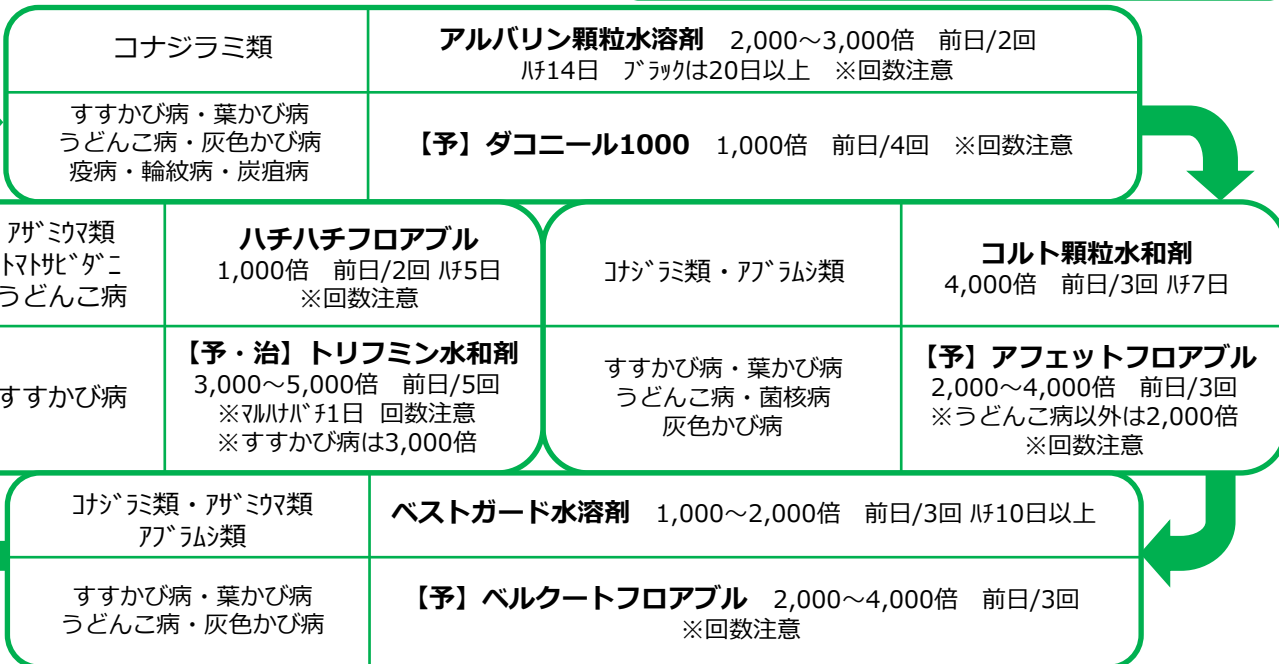 コナジラミ類
アルバリン顆粒水溶剤 2,000～3,000倍 前日/2回
ﾊﾁ14日 ﾌﾞﾗｯｸは20日以上 ※回数注意
すすかび病・葉かび病
うどんこ病・灰色かび病
疫病・輪紋病・炭疽病
【予】ダコニール1000 1,000倍 前日/4回 ※回数注意
ｱｻﾞﾐｳﾏ類
ﾄﾏﾄｻﾋﾞﾀﾞﾆ
うどんこ病
ハチハチフロアブル
1,000倍 前日/2回 ﾊﾁ5日
※回数注意
ｺﾅｼﾞﾗﾐ類・ｱﾌﾞﾗﾑｼ類
コルト顆粒水和剤
4,000倍 前日/3回 ﾊﾁ7日
すすかび病
【予・治】トリフミン水和剤
3,000～5,000倍 前日/5回
※ﾏﾙﾊﾅﾊﾞﾁ1日 回数注意
※すすかび病は3,000倍
すすかび病・葉かび病
うどんこ病・菌核病
灰色かび病
【予】アフェットフロアブル
2,000～4,000倍 前日/3回
※うどんこ病以外は2,000倍
※回数注意
ｺﾅｼﾞﾗﾐ類・ｱｻﾞﾐｳﾏ類
ｱﾌﾞﾗﾑｼ類
ベストガード水溶剤 1,000～2,000倍 前日/3回 ﾊﾁ10日以上
すすかび病・葉かび病
うどんこ病・灰色かび病
【予】ベルクートフロアブル 2,000～4,000倍 前日/3回
※回数注意